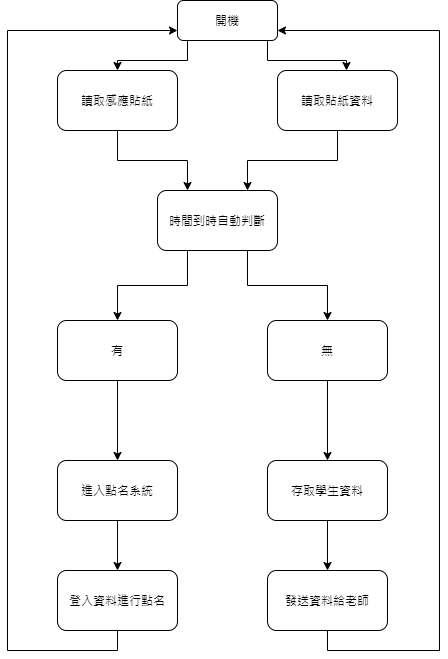 開機
讀取感應貼紙
讀取貼紙資料
時間到時自動判斷
有
無
進入點名系統
存取學生資料
登入資料進行點名
發送資料給老師